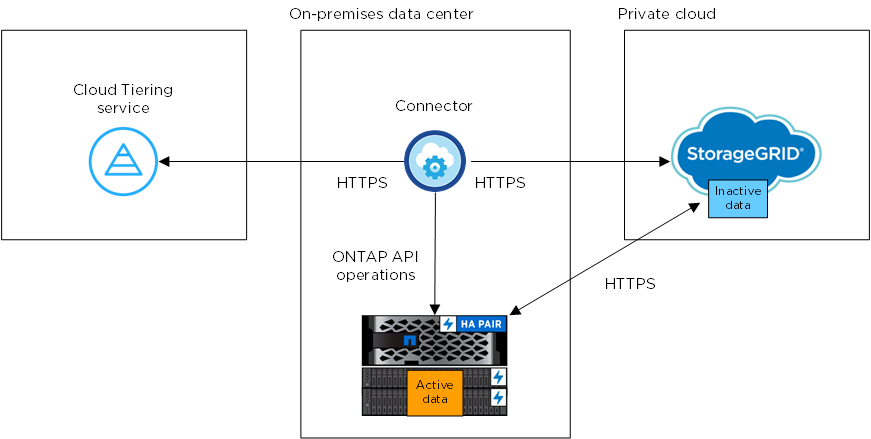 On-premises data center
Private cloud
Cloud Tiering
service
Connector
HTTPS
HTTPS
StorageGRID®
Inactive
data
ONTAP API
operations
HTTPS
HA PAIR
Active
data